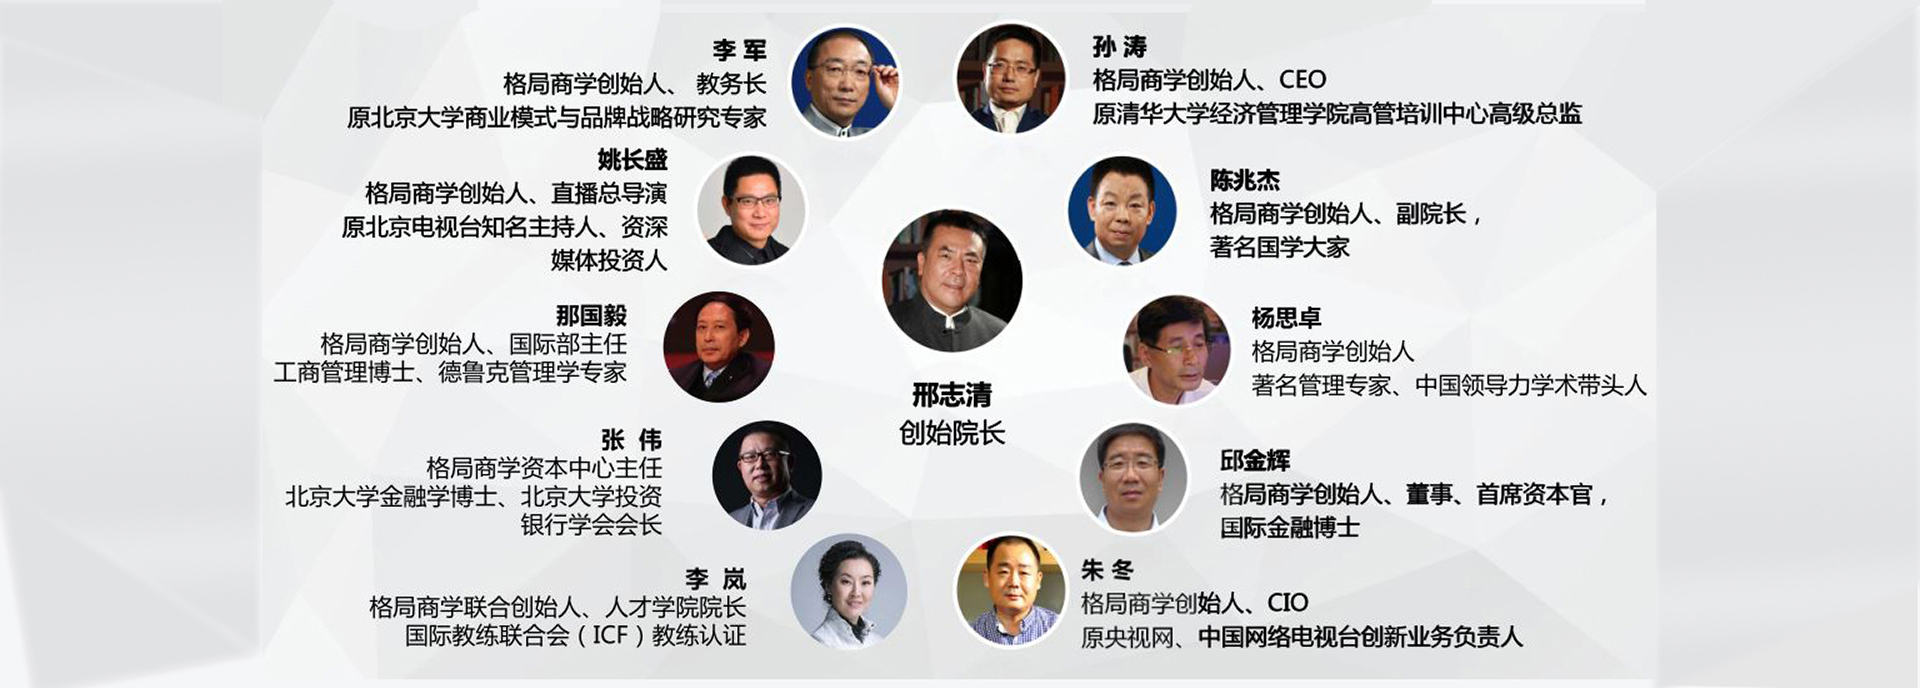 李 军
格局商学创始人、 教务长
原北京大学商业模式与品牌战略研究专家
孙 涛
格局商学创始人、CEO
原清华大学经济管理学院高管培训中心高级总监
姚长盛
格局商学创始人、直播总导演
原北京电视台知名主持人、资深
媒体投资人
陈兆杰
格局商学创始人、副院长，
著名国学大家
那国毅
格局商学创始人、国际部主任
工商管理博士、德鲁克管理学专家
邢志清
创始院长
杨思卓
格局商学创始人
著名管理专家、中国领导力学术带头人
张 伟
格局商学资本中心主任
北京大学金融学博士、北京大学投资
银行学会会长
邱金辉
格局商学创始人、董事、首席资本官，
国际金融博士
李 岚
格局商学联合创始人、人才学院院长
国际教练联合会（ICF）教练认证
朱 冬
格局商学创始人、CIO
原央视网、中国网络电视台创新业务负责人